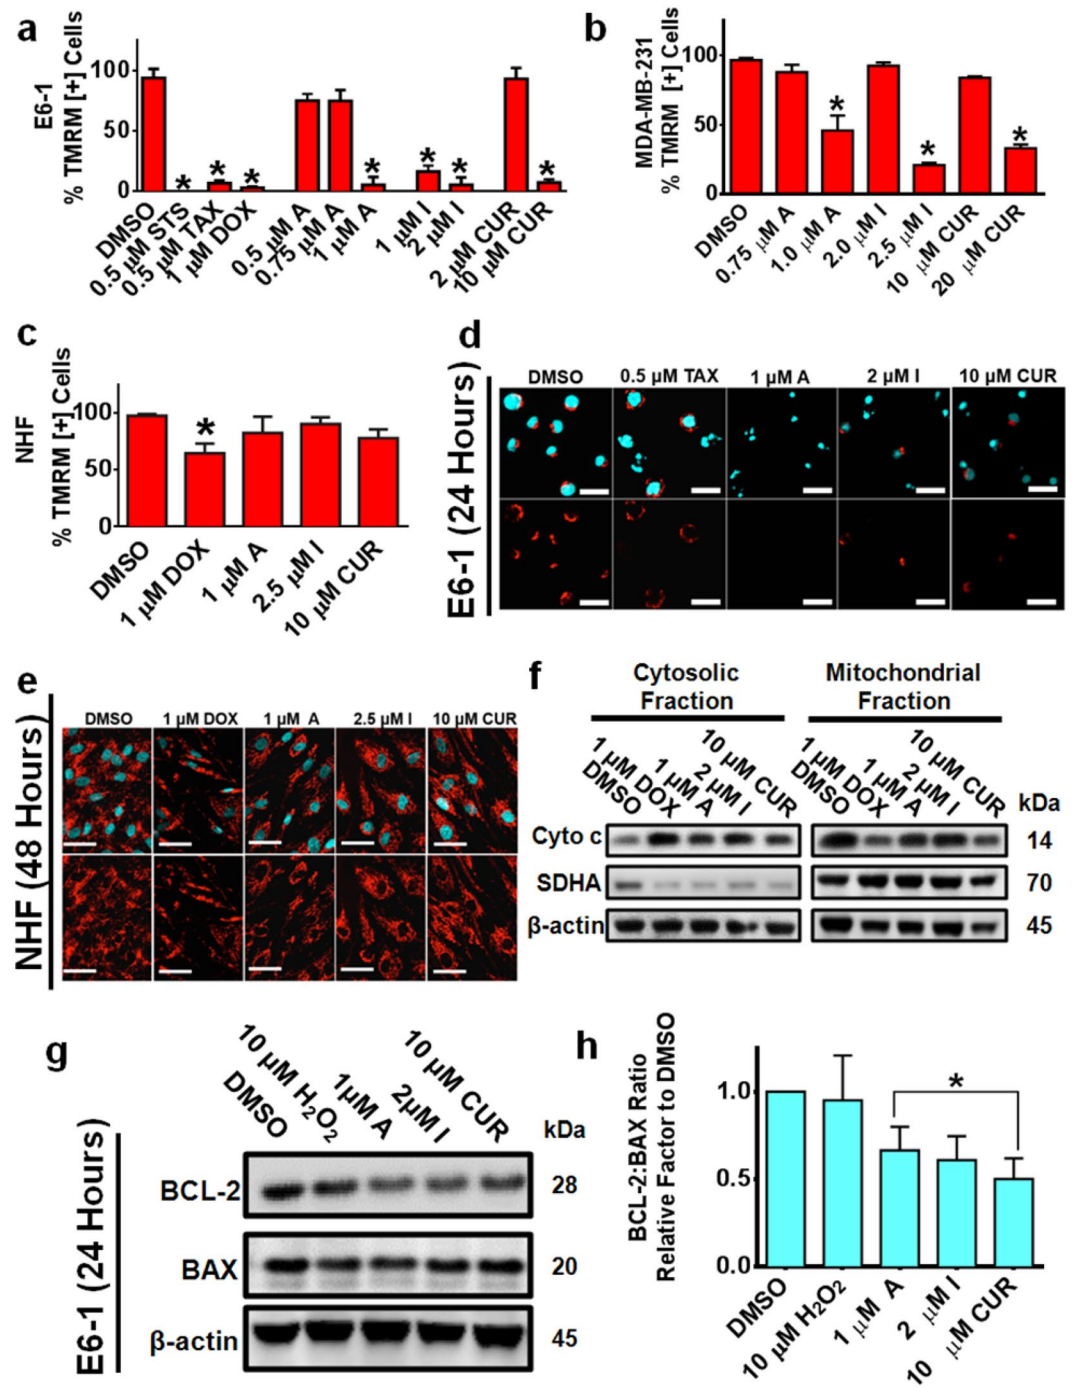 a
E6-1
% TMRM [+] Cells
100
50
0
*
*
*
*
*
*
*
DMSO
0.5 µM STS
0.5 µM TAX
1 µM DOX
0.5 µM A
0.75 µM A
1 µM A
1 µM I
2 µM I
2 µM CUR
10 µM CUR
b
MDA-MB-231
% TMRM [+] Cells
100
50
0
*
*
*
DMSO
0.75 µM A
1.0 µM A
2.0 µM I
2.5 µM I
10 µM CUR
20 µM CUR
c
NHF
% TMRM [+] Cells
100
50
0
*
DMSO
1 µM DOX
1 µM A
2.5 µM I
10 µM CUR
d
E6-1 (24 Hours)
DMSO 0.5 µM TAX 1 µM A 2 µM I 10 µM CUR
e
NHF (48 Hours)
DMSO 1 µM DOX 1 µM A 2.5 µM I 10 µM CUR
f
Cytosolic
Fraction
Mitochondrial
Fraction
DMSO
1 µM DOX
1 µM A
2 µM I
10 µM CUR
DMSO
1 µM DOX
1 µM A
2 µM I
10 µM CUR
kDa
Cyto c 14
SDHA 70
β-actin 45
g
E6-1 (24 Hours)
DMSO
10 µM H₂O₂
1µM A
2µM I
10 µM CUR
kDa
BCL-2 28
BAX 20
β-actin 45
h
BCL-2:BAX Ratio
Relative Factor to DMSO
1.0
0.5
0.0
*
DMSO
10 µM H₂O₂
1 µM A
2 µM I
10 µM CUR